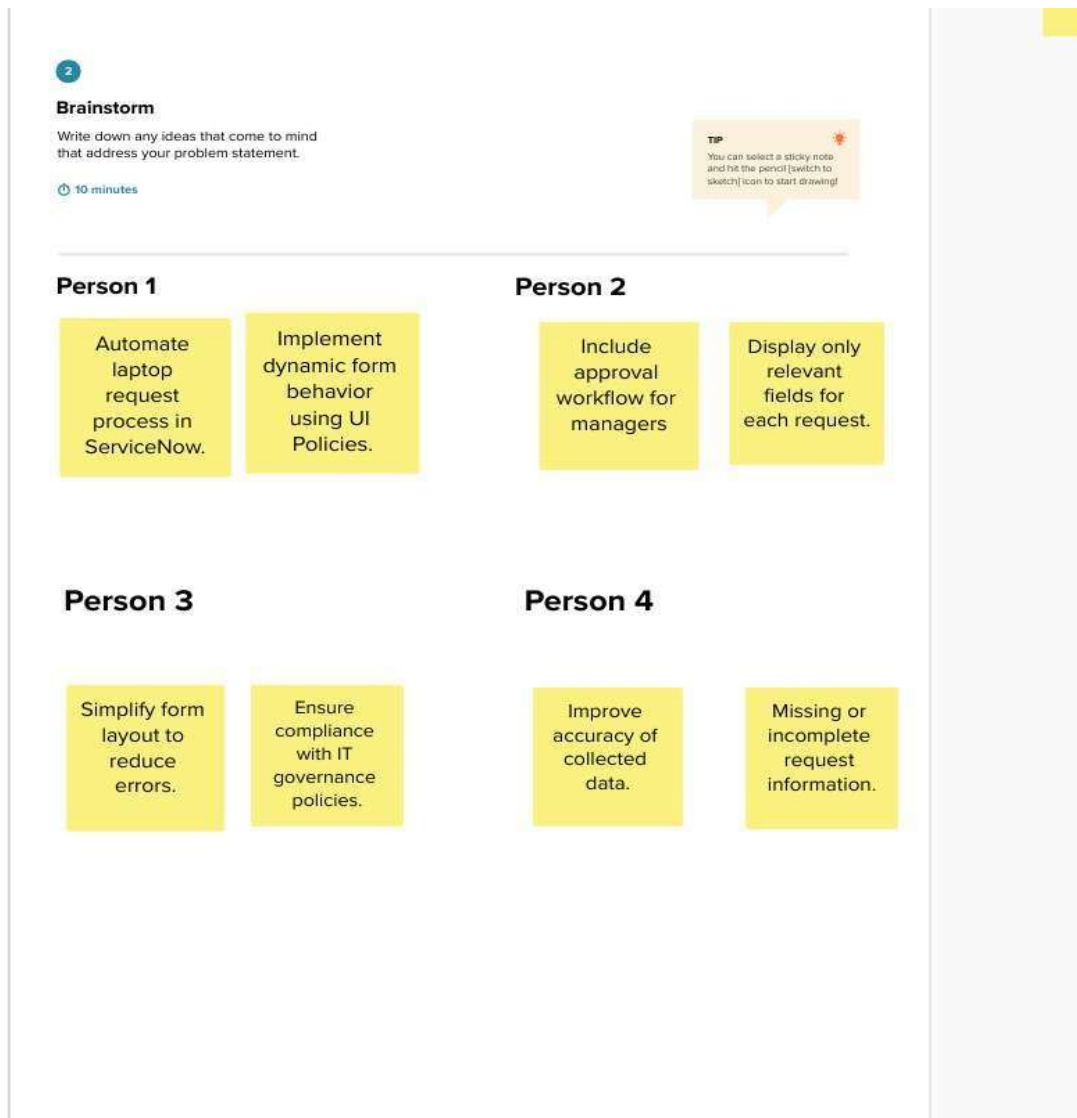 2
Brainstorm
Write down any ideas that come to mind
that address your problem statement.
10 minutes
TIP
You can select a sticky note
and hit the pencil [switch to
sketch] icon to start drawing!
Person 1
Automate
laptop
request
process in
ServiceNow.
Implement
dynamic form
behavior
using UI
Policies.
Person 2
Include
approval
workflow for
managers
Display only
relevant
fields for
each request.
Person 3
Simplify form
layout to
reduce
errors.
Ensure
compliance
with IT
governance
policies.
Person 4
Improve
accuracy of
collected
data.
Missing or
incomplete
request
information.